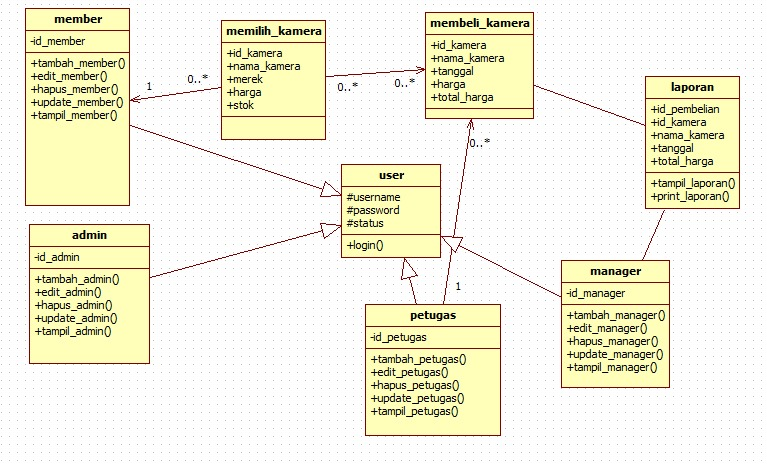 member
-id_member
+tambah_member()
+edit_member()
+hapus_member()
+update_member()
+tampil_member()
1
0..*
memilih_kamera
+id_kamera
+nama_kamera
+merek
+harga
+stok
0..*
0..*
membeli_kamera
+id_kamera
+nama_kamera
+tanggal
+harga
+total_harga
0..*
laporan
+id_pembelian
+id_kamera
+nama_kamera
+tanggal
+total_harga
+tampil_laporan()
+print_laporan()
user
#username
#password
#status
+login()
admin
-id_admin
+tambah_admin()
+edit_admin()
+hapus_admin()
+update_admin()
+tampil_admin()
1
petugas
-id_petugas
+tambah_petugas()
+edit_petugas()
+hapus_petugas()
+update_petugas()
+tampil_petugas()
manager
-id_manager
+tambah_manager()
+edit_manager()
+hapus_manager()
+update_manager()
+tampil_manager()